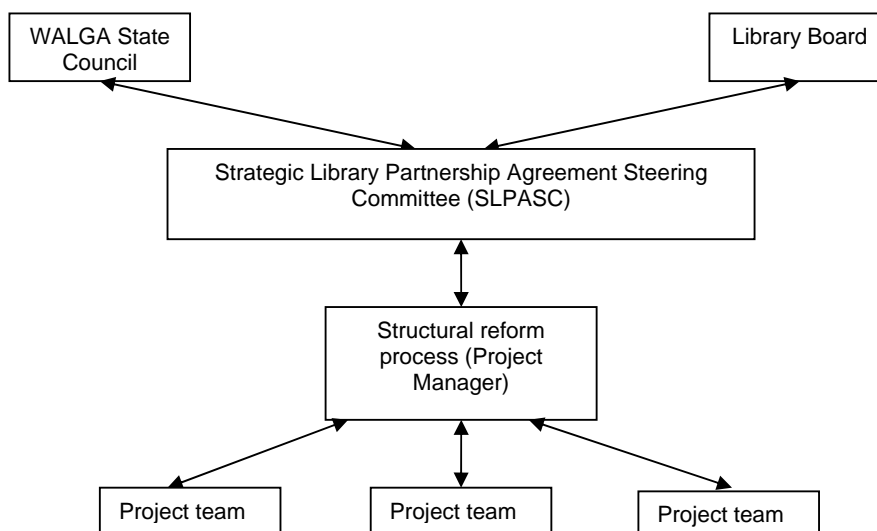 WALGA State
Council
Library Board
Strategic Library Partnership Agreement Steering
Committee (SLPASC)
Structural reform
process (Project
Manager)
Project team
Project team
Project team